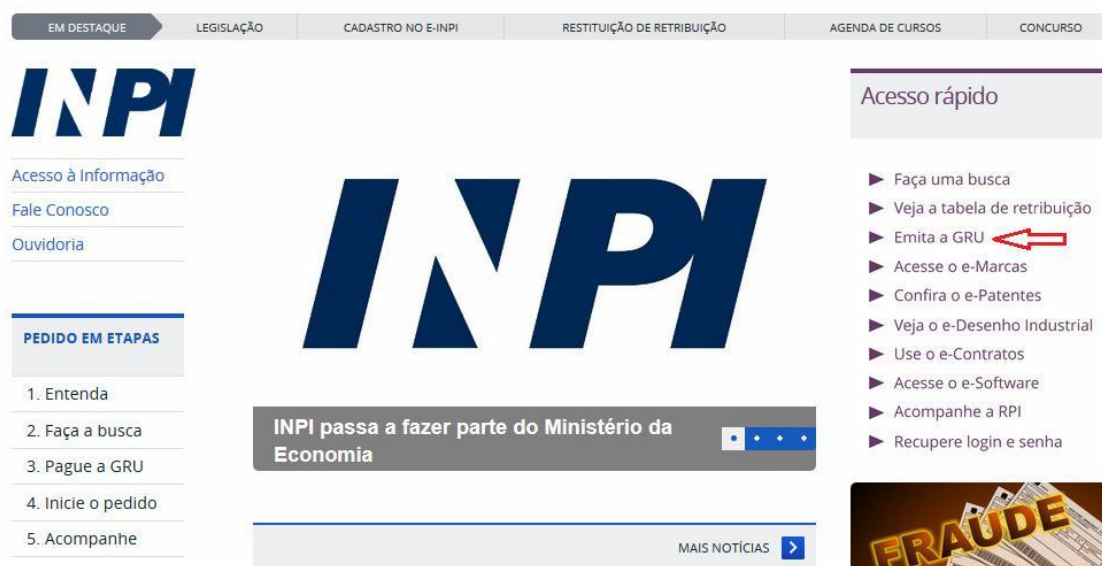 EM DESTAQUE
LEGISLAÇÃO
CADASTRO NO E-INPI
RESTITUIÇÃO DE RETRIBUIÇÃO
AGENDA DE CURSOS
CONCURSO
INPI
Acesso à Informação
Fale Conosco
Ouvidoria
PEDIDO EM ETAPAS
1. Entenda
2. Faça a busca
3. Pague a GRU
4. Inicie o pedido
5. Acompanhe
INPI
INPI passa a fazer parte do Ministério da
Economia
MAIS NOTÍCIAS
Acesso rápido
Faça uma busca
Veja a tabela de retribuição
Emita a GRU
Acesse o e-Marcas
Confira o e-Patentes
Veja o e-Desenho Industrial
Use o e-Contratos
Acesse o e-Software
Acompanhe a RPI
Recupere login e senha
FRAUDE